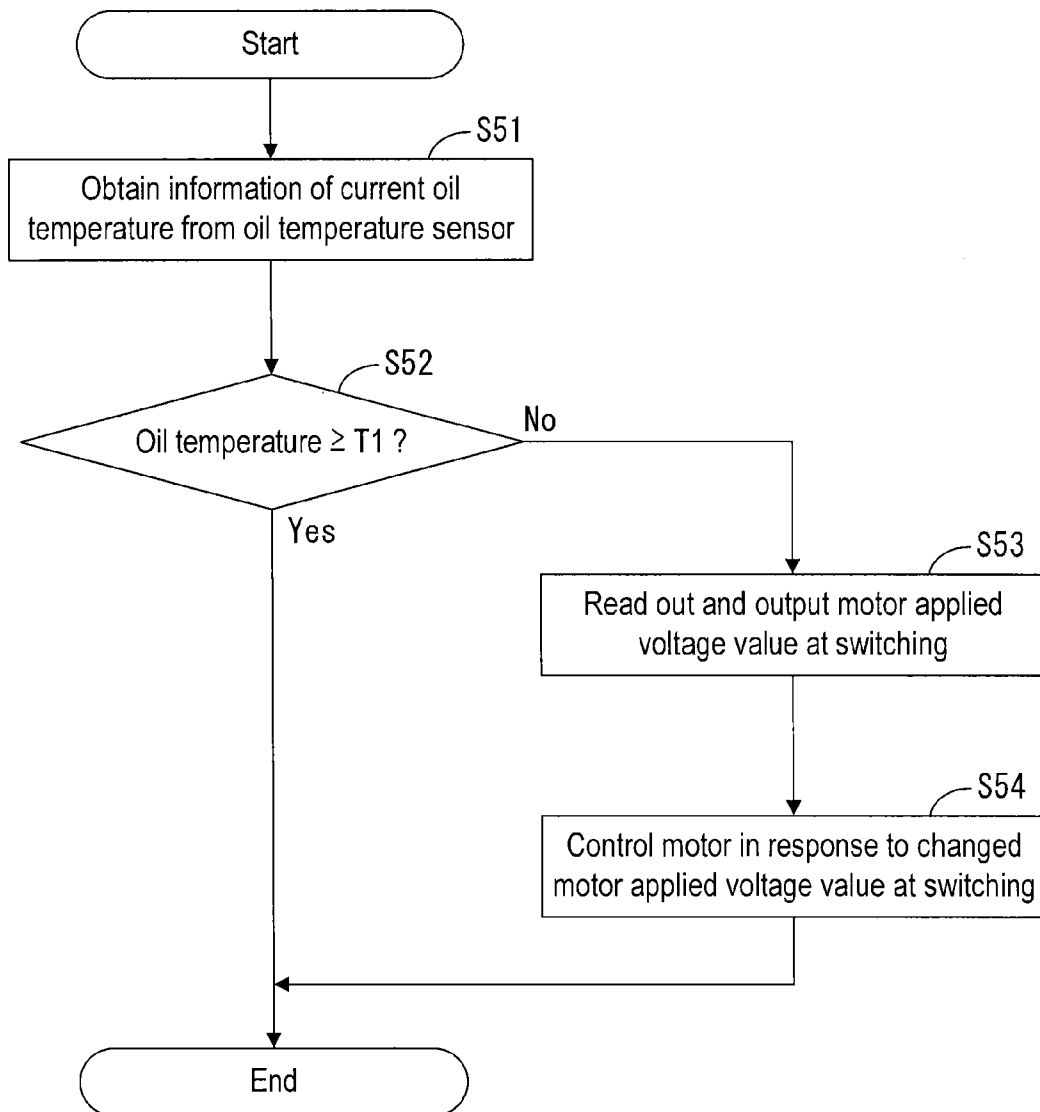 Start
S51
Obtain information of current oil
temperature from oil temperature sensor
S52
Oil temperature ≧ T1 ?
No
Yes
S53
Read out and output motor applied
voltage value at switching
S54
Control motor in response to changed
motor applied voltage value at switching
End